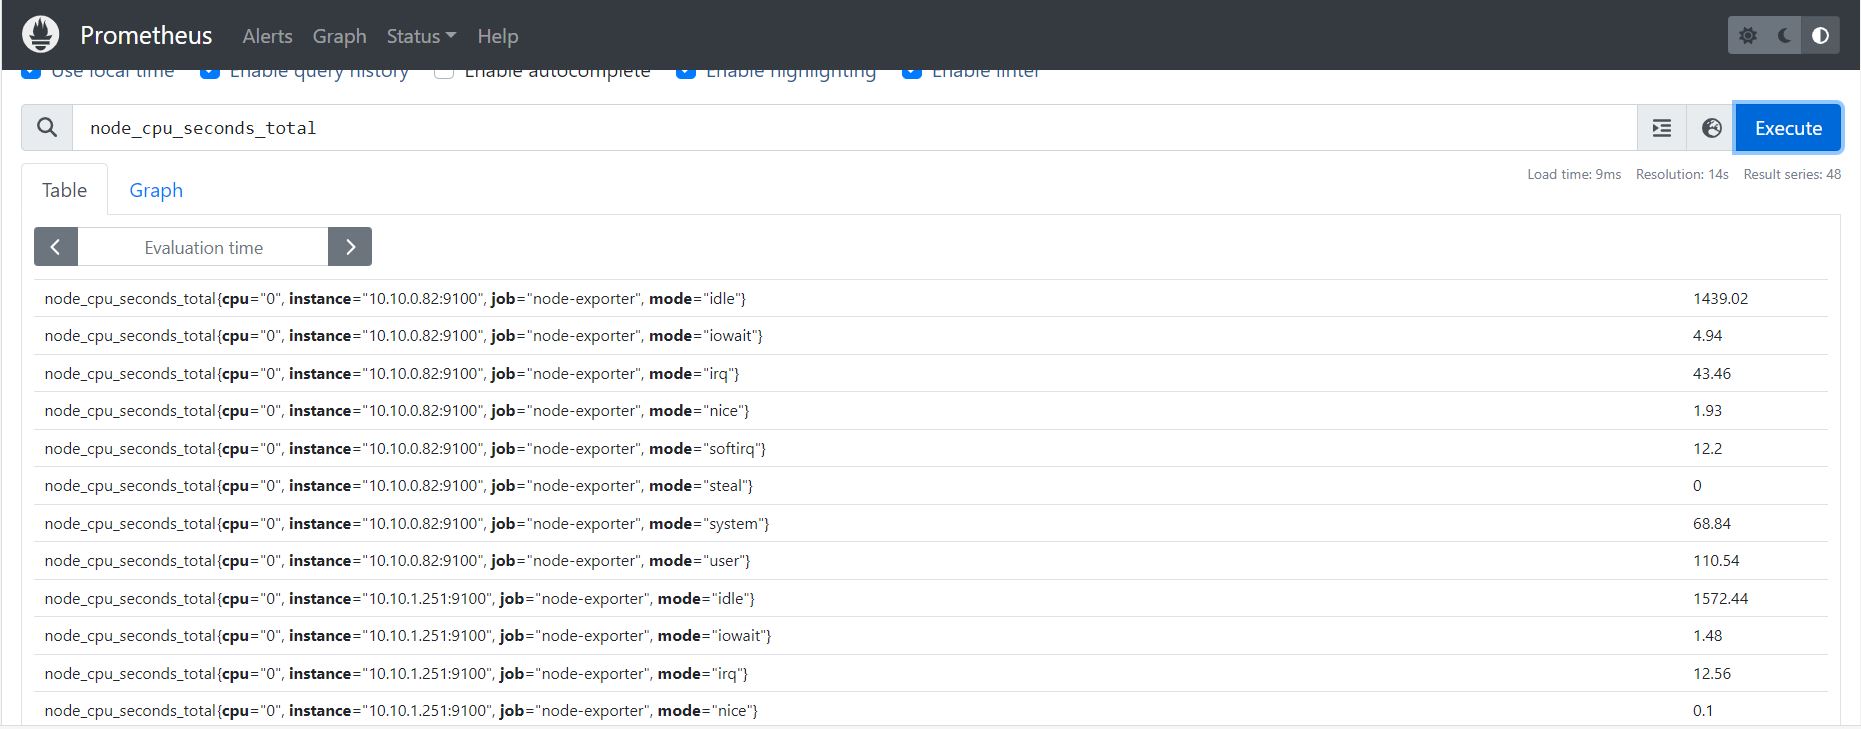 Prometheus Alerts Graph Status Help
Use local time Enable query history Enable autocomplete Enable highlighting Enable linter
node_cpu_seconds_total Execute
Table Graph Load time: 9ms Resolution: 14s Result series: 48
Evaluation time
node_cpu_seconds_total{cpu="0", instance="10.10.0.82:9100", job="node-exporter", mode="idle"} 1439.02
node_cpu_seconds_total{cpu="0", instance="10.10.0.82:9100", job="node-exporter", mode="iowait"} 4.94
node_cpu_seconds_total{cpu="0", instance="10.10.0.82:9100", job="node-exporter", mode="irq"} 43.46
node_cpu_seconds_total{cpu="0", instance="10.10.0.82:9100", job="node-exporter", mode="nice"} 1.93
node_cpu_seconds_total{cpu="0", instance="10.10.0.82:9100", job="node-exporter", mode="softirq"} 12.2
node_cpu_seconds_total{cpu="0", instance="10.10.0.82:9100", job="node-exporter", mode="steal"} 0
node_cpu_seconds_total{cpu="0", instance="10.10.0.82:9100", job="node-exporter", mode="system"} 68.84
node_cpu_seconds_total{cpu="0", instance="10.10.0.82:9100", job="node-exporter", mode="user"} 110.54
node_cpu_seconds_total{cpu="0", instance="10.10.1.251:9100", job="node-exporter", mode="idle"} 1572.44
node_cpu_seconds_total{cpu="0", instance="10.10.1.251:9100", job="node-exporter", mode="iowait"} 1.48
node_cpu_seconds_total{cpu="0", instance="10.10.1.251:9100", job="node-exporter", mode="irq"} 12.56
node_cpu_seconds_total{cpu="0", instance="10.10.1.251:9100", job="node-exporter", mode="nice"} 0.1